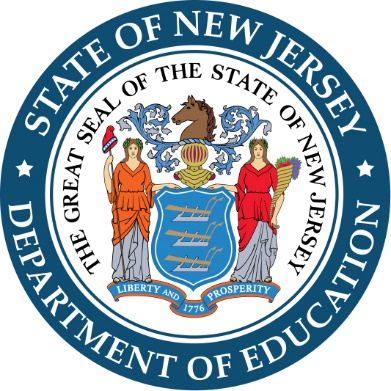 STATE OF NEW JERSEY
DEPARTMENT OF EDUCATION
THE GREAT SEAL OF THE STATE OF NEW JERSEY
LIBERTY AND PROSPERITY
1776